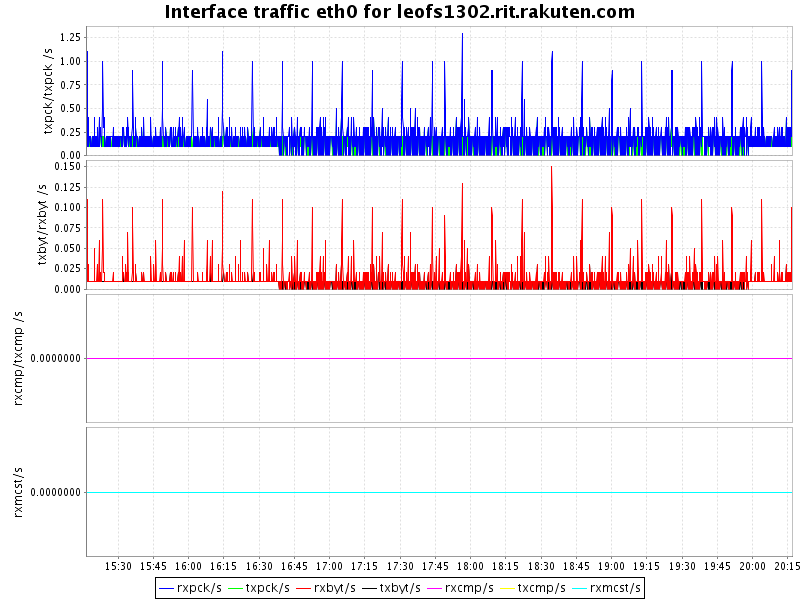 Interface traffic eth0 for leofs1302.rit.rakuten.com
txpck/txpck /s
1.25
1.00
0.75
0.50
0.25
0.00
txbyt/rxbyt /s
0.150
0.125
0.100
0.075
0.050
0.025
0.000
rxcmp/txcmp /s
0.0000000
rxmcst/s
0.0000000
15:30 15:45 16:00 16:15 16:30 16:45 17:00 17:15 17:30 17:45 18:00 18:15 18:30 18:45 19:00 19:15 19:30 19:45 20:00 20:15
rxpck/s txpck/s rxbyt/s txbyt/s rxcmp/s txcmp/s rxmcst/s